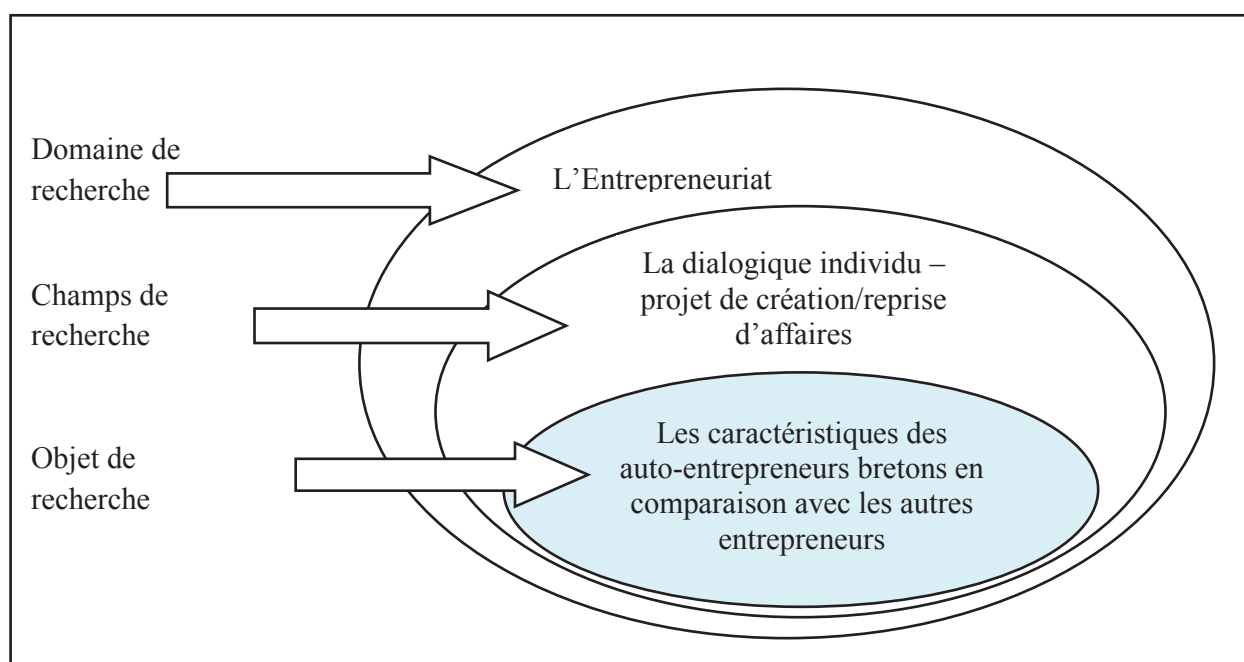 Domaine de
recherche
L’Entrepreneuriat
La dialogique individu –
projet de création/reprise
d’affaires
Champs de
recherche
Les caractéristiques des
auto-entrepreneurs bretons en
comparaison avec les autres
entrepreneurs
Objet de
recherche